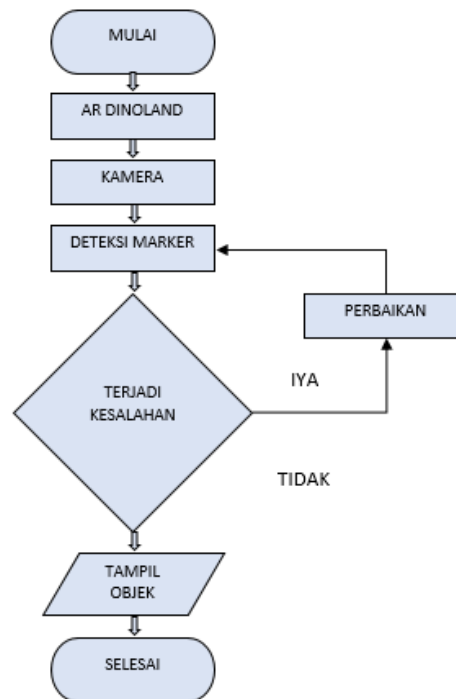 MULAI
AR DINOLAND
KAMERA
DETEKSI MARKER
PERBAIKAN
TERJADI
KESALAHAN
IYA
TIDAK
TAMPIL
OBJEK
SELESAI